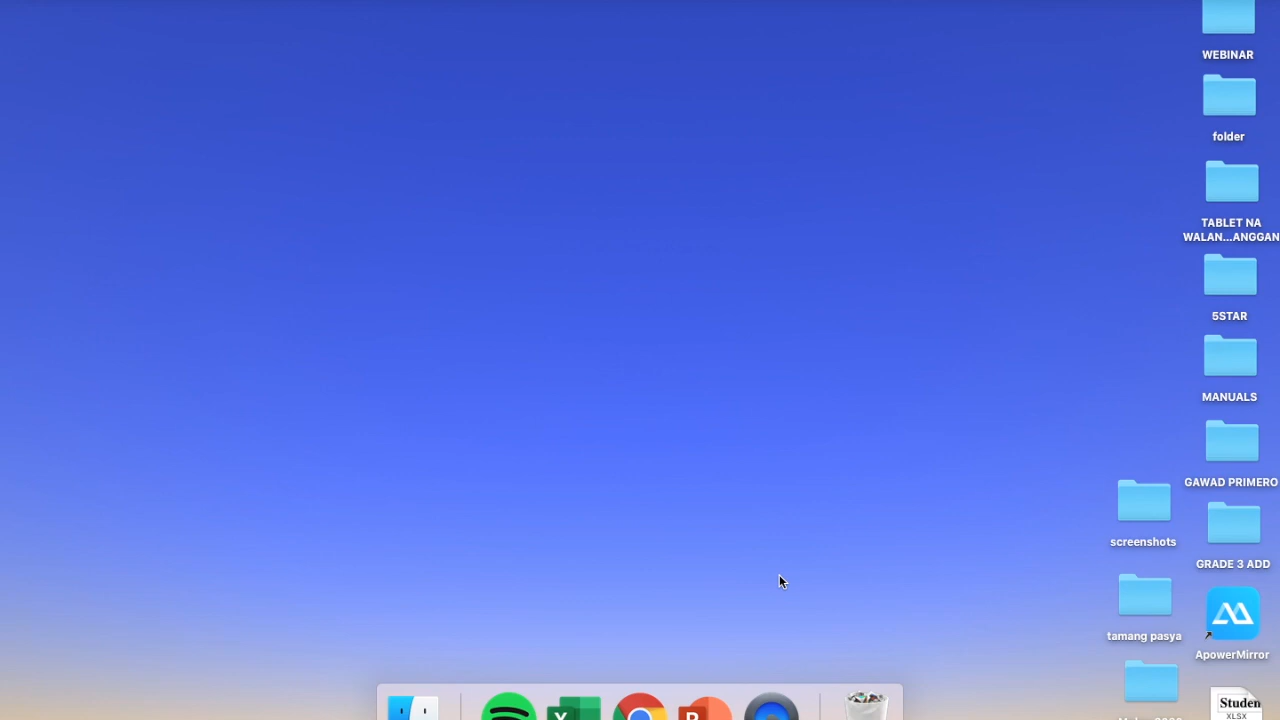 WEBINAR
folder
TABLET NA
WALAN...ANGGAN
5STAR
MANUALS
GAWAD PRIMERO
screenshots
GRADE 3 ADD
tamang pasya
ApowerMirror
Studen
XLSX